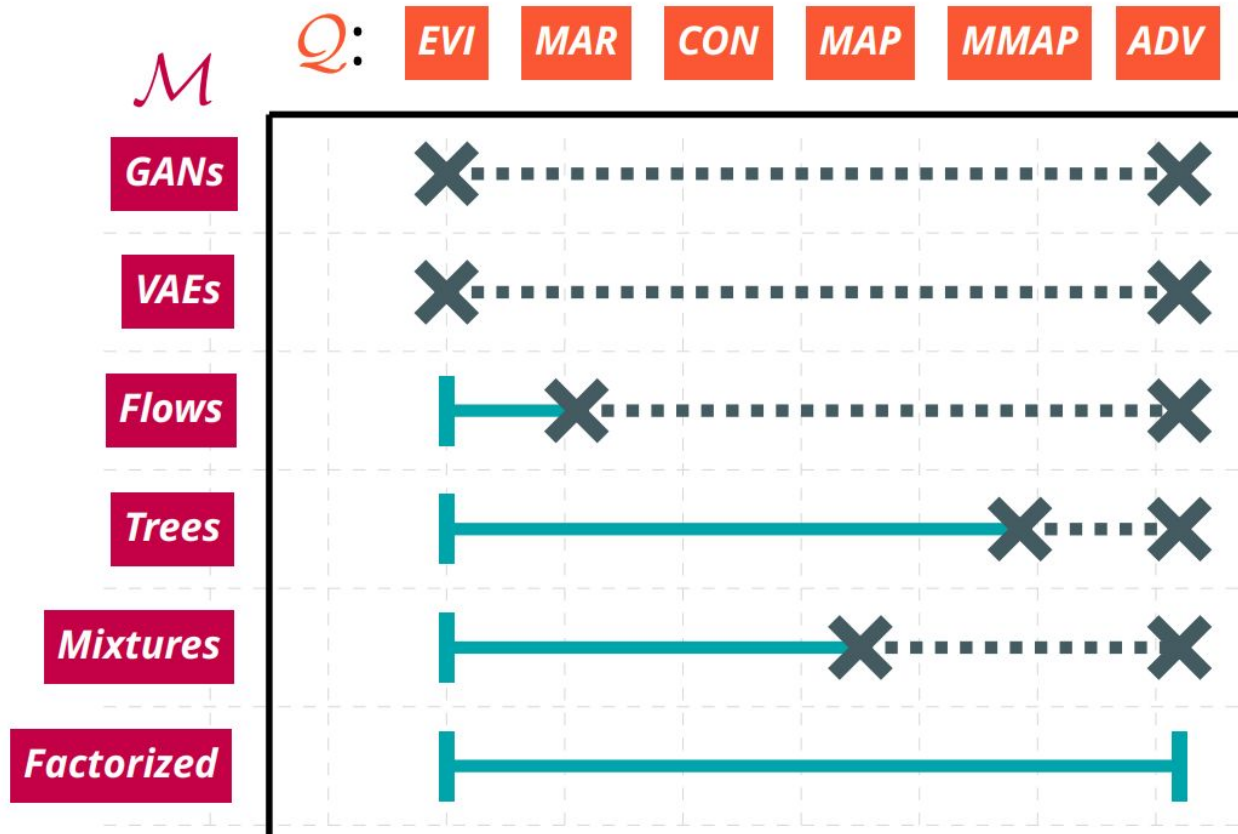 Q: EVI MAR CON MAP MMAP ADV
M
GANs
VAEs
Flows
Trees
Mixtures
Factorized